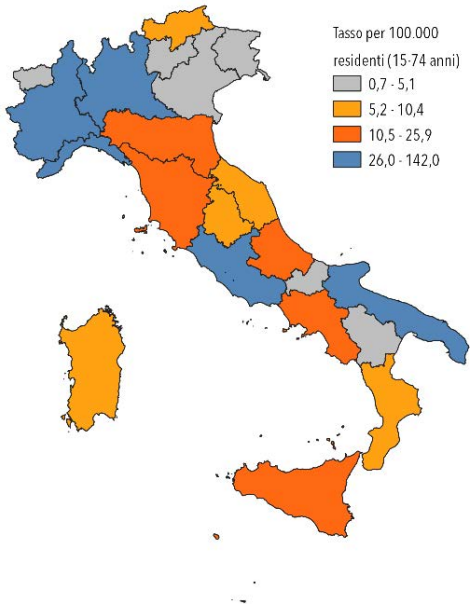 Tasso per 100.000
residenti (15-74 anni)
0,7 - 5,1
5,2 - 10,4
10,5 - 25,9
26,0 - 142,0